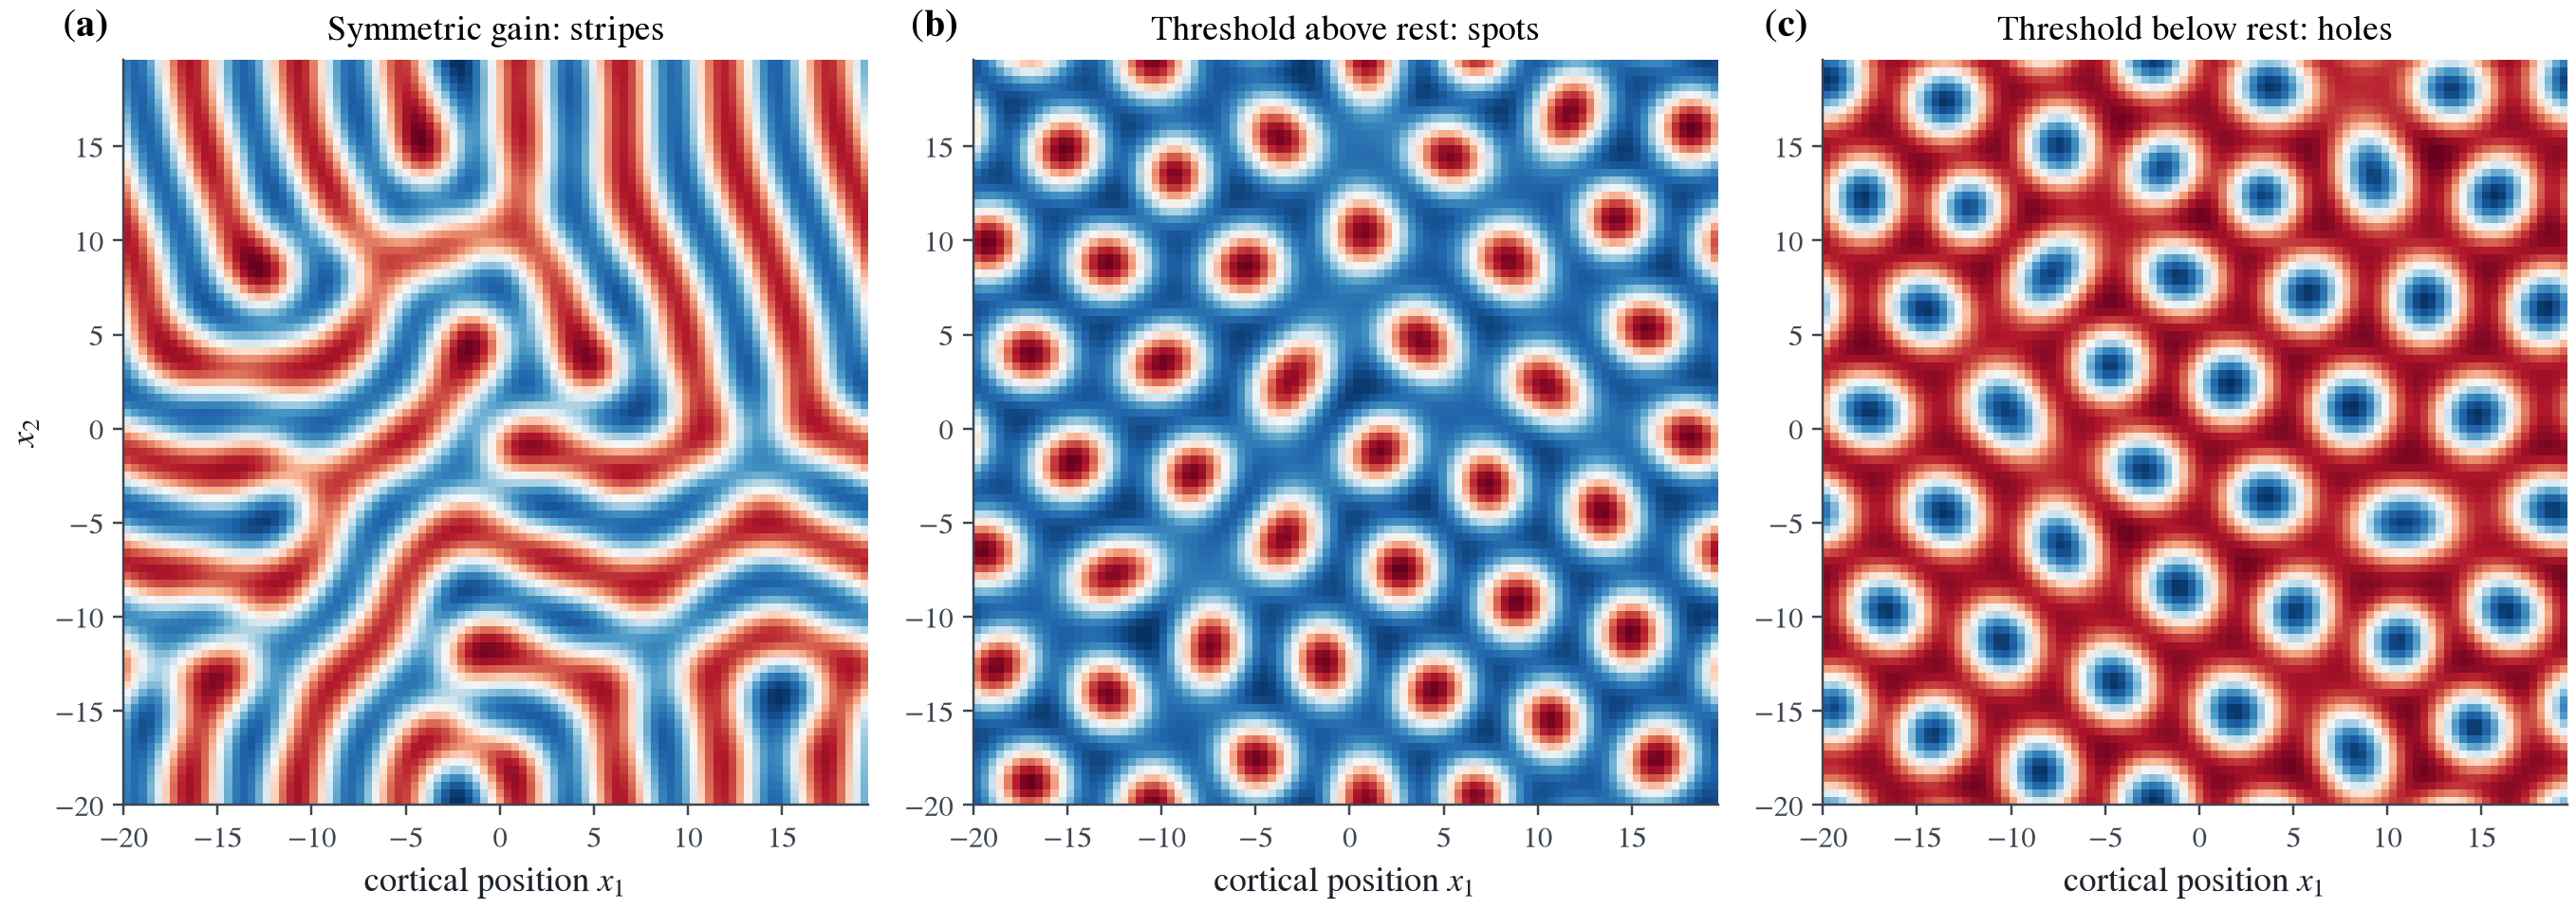 (a) Symmetric gain: stripes
x2
15
10
5
0
−5
−10
−15
−20
−20 −15 −10 −5 0 5 10 15
cortical position x1
(b) Threshold above rest: spots
15
10
5
0
−5
−10
−15
−20
−20 −15 −10 −5 0 5 10 15
cortical position x1
(c) Threshold below rest: holes
15
10
5
0
−5
−10
−15
−20
−20 −15 −10 −5 0 5 10 15
cortical position x1